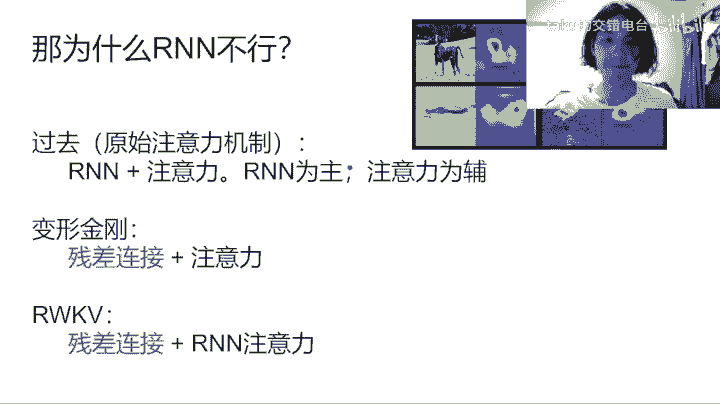 那为什么RNN不行？
过去（原始注意力机制）：
RNN + 注意力。RNN为主；注意力为辅
变形金刚：
残差连接 + 注意力
RWKV：
残差连接 + RNN注意力